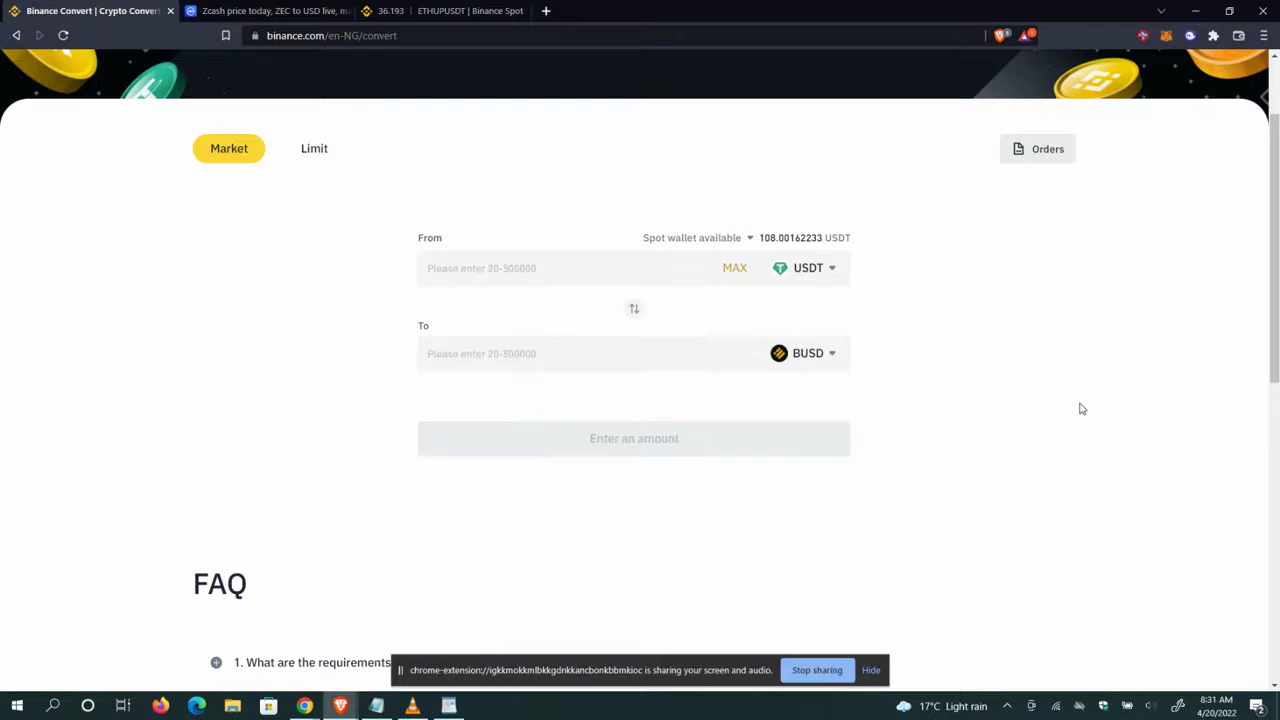 Binance Convert | Crypto Conver
Zcash price today, ZEC to USD live, ma
36.193 | ETHUPUSDT | Binance Spot
binance.com/en-NG/convert
Market
Limit
Orders
From
Spot wallet available
108.00162233 USDT
Please enter 20-500000
MAX
USDT
To
Please enter 20-500000
BUSD
Enter an amount
FAQ
1. What are the requirements
chrome-extension://igkkmokkmlbkkgdnkkancbonkbbmkioc is sharing your screen and audio.
Stop sharing
Hide
17°C Light rain
8:31 AM
4/20/2022